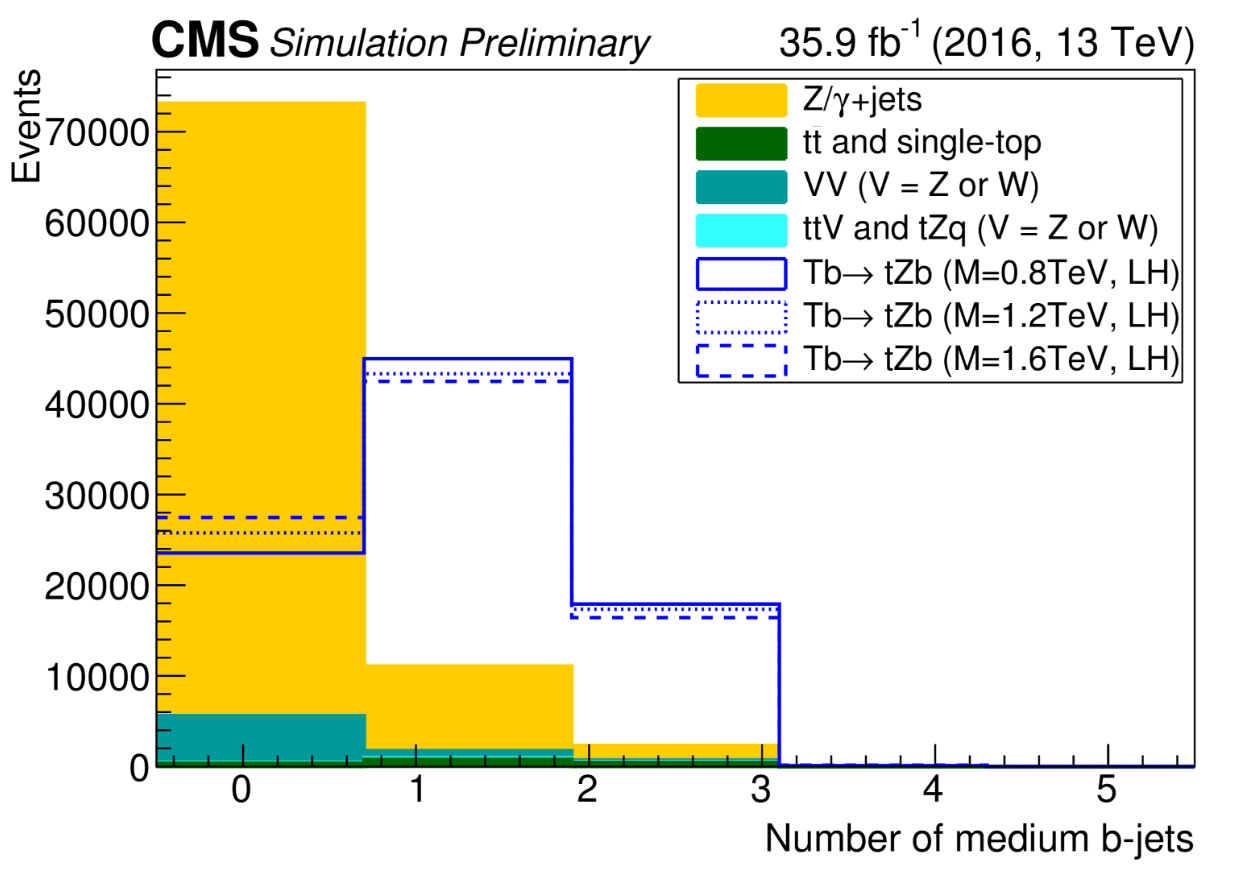 CMS Simulation Preliminary 35.9 fb⁻¹ (2016, 13 TeV)
Events
70000
60000
50000
40000
30000
20000
10000
0
Z/γ+jets
tt̄ and single-top
VV (V = Z or W)
ttV and tZq (V = Z or W)
Tb→ tZb (M=0.8TeV, LH)
Tb→ tZb (M=1.2TeV, LH)
Tb→ tZb (M=1.6TeV, LH)
0 1 2 3 4 5
Number of medium b-jets